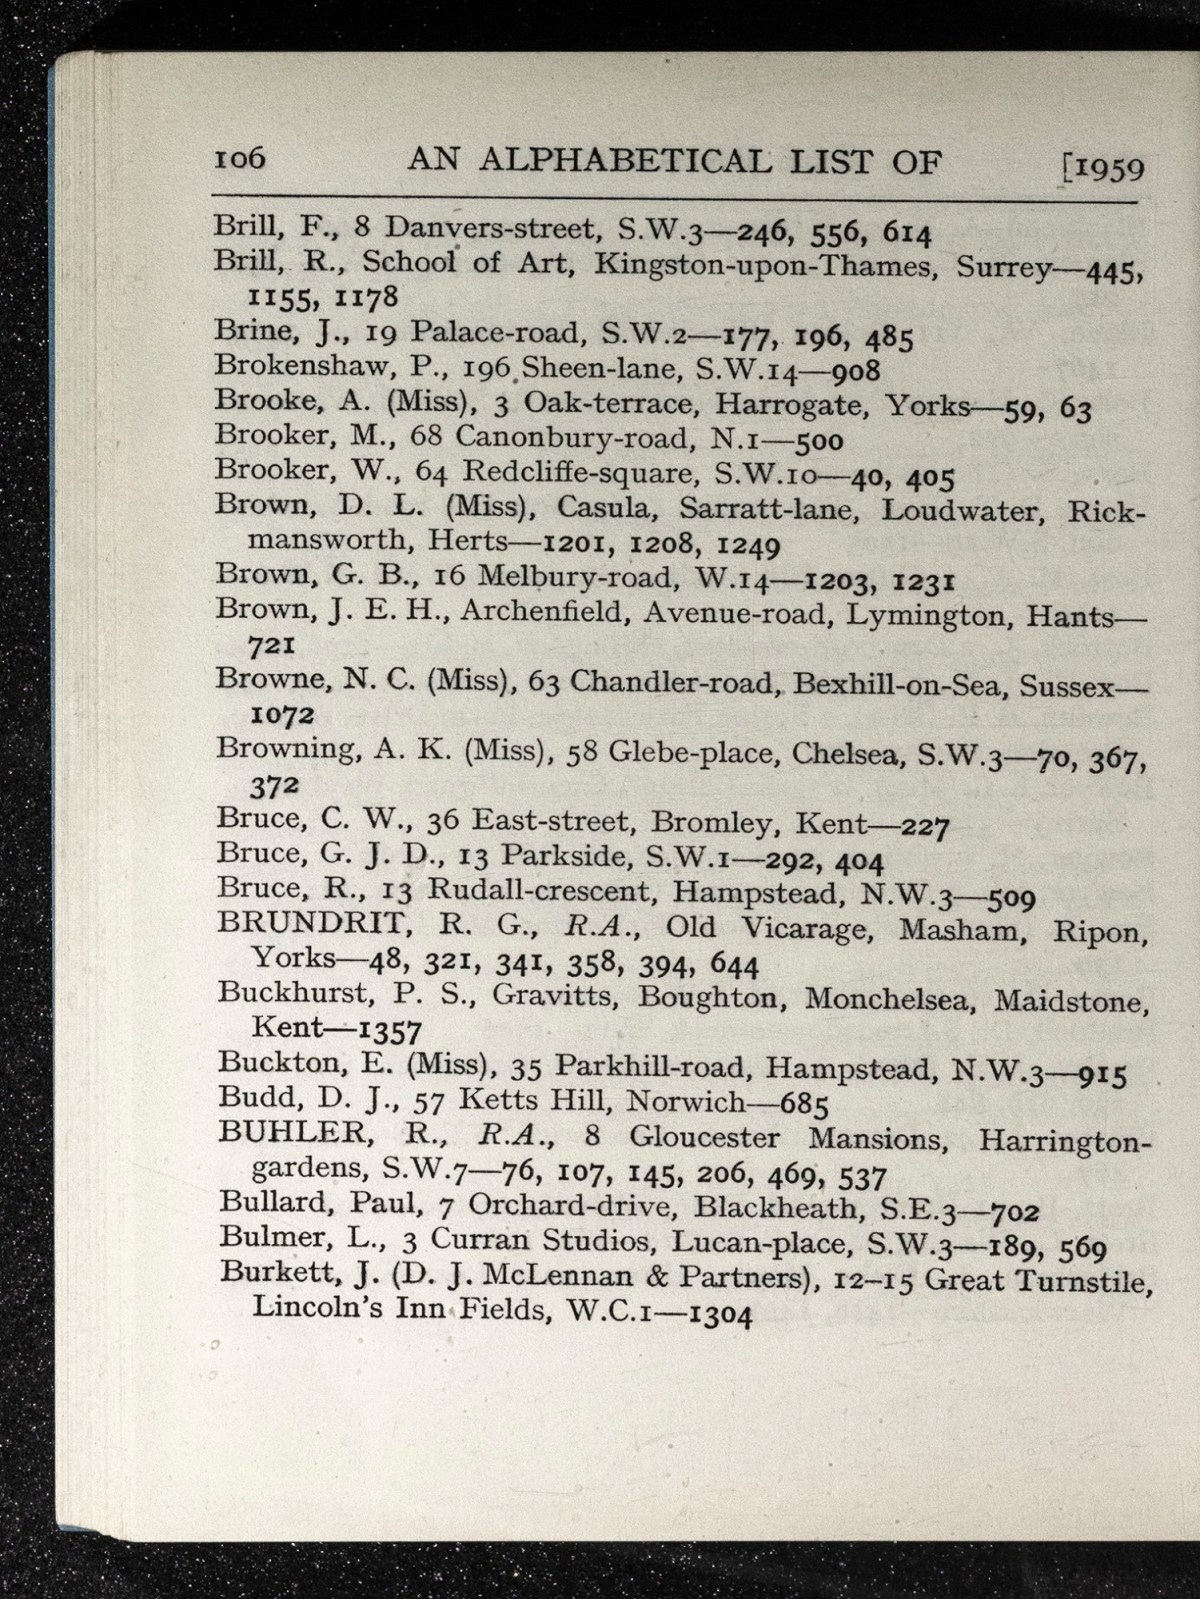 106 AN ALPHABETICAL LIST OF [1959
Brill, F., 8 Danvers-street, S.W.3—246, 556, 614
Brill, R., School of Art, Kingston-upon-Thames, Surrey—445,
1155, 1178
Brine, J., 19 Palace-road, S.W.2—177, 196, 485
Brokenshaw, P., 196 Sheen-lane, S.W.14—908
Brooke, A. (Miss), 3 Oak-terrace, Harrogate, Yorks—59, 63
Brooker, M., 68 Canonbury-road, N.1—500
Brooker, W., 64 Redcliffe-square, S.W.10—40, 405
Brown, D. L. (Miss), Casula, Sarratt-lane, Loudwater, Rick-
mansworth, Herts—1201, 1208, 1249
Brown, G. B., 16 Melbury-road, W.14—1203, 1231
Brown, J. E. H., Archenfield, Avenue-road, Lymington, Hants—
721
Browne, N. C. (Miss), 63 Chandler-road, Bexhill-on-Sea, Sussex—
1072
Browning, A. K. (Miss), 58 Glebe-place, Chelsea, S.W.3—70, 367,
372
Bruce, C. W., 36 East-street, Bromley, Kent—227
Bruce, G. J. D., 13 Parkside, S.W.1—292, 404
Bruce, R., 13 Rudall-crescent, Hampstead, N.W.3—509
BRUNDRIT, R. G., R.A., Old Vicarage, Masham, Ripon,
Yorks—48, 321, 341, 358, 394, 644
Buckhurst, P. S., Gravitts, Boughton, Monchelsea, Maidstone,
Kent—1357
Buckton, E. (Miss), 35 Parkhill-road, Hampstead, N.W.3—915
Budd, D. J., 57 Ketts Hill, Norwich—685
BUHLER, R., R.A., 8 Gloucester Mansions, Harrington-
gardens, S.W.7—76, 107, 145, 206, 469, 537
Bullard, Paul, 7 Orchard-drive, Blackheath, S.E.3—702
Bulmer, L., 3 Curran Studios, Lucan-place, S.W.3—189, 569
Burkett, J. (D. J. McLennan & Partners), 12–15 Great Turnstile,
Lincoln's Inn Fields, W.C.1—1304